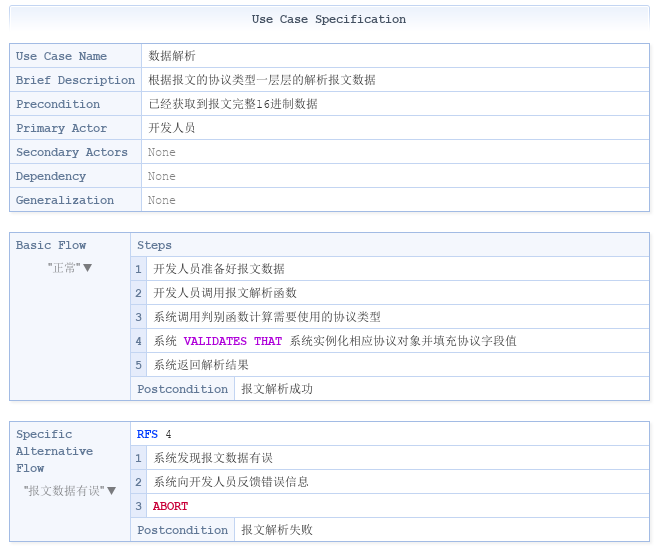 Use Case Specification
Use Case Name 数据解析
Brief Description 根据报文的协议类型一层层的解析报文数据
Precondition 已经获取到报文完整16进制数据
Primary Actor 开发人员
Secondary Actors None
Dependency None
Generalization None
Basic Flow Steps
"正常"▼
1 开发人员准备好报文数据
2 开发人员调用报文解析函数
3 系统调用判别函数计算需要使用的协议类型
4 系统 VALIDATES THAT 系统实例化相应协议对象并填充协议字段值
5 系统返回解析结果
Postcondition 报文解析成功
Specific
Alternative
Flow
"报文数据有误"▼
RFS 4
1 系统发现报文数据有误
2 系统向开发人员反馈错误信息
3 ABORT
Postcondition 报文解析失败